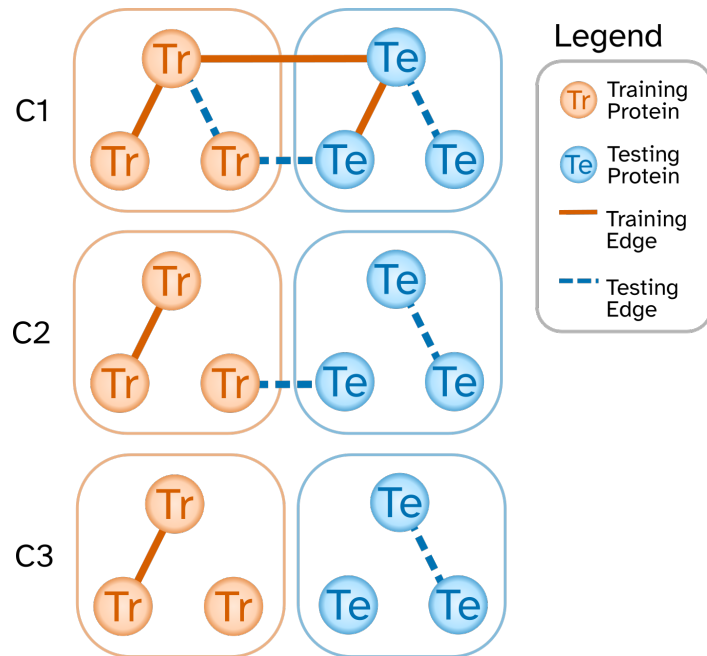 C1
Tr
Te
Tr
Tr
Te
Te
C2
Tr
Te
Tr
Tr
Te
Te
C3
Tr
Te
Tr
Tr
Te
Te
Legend
Tr Training
Protein
Te Testing
Protein
Training
Edge
Testing
Edge